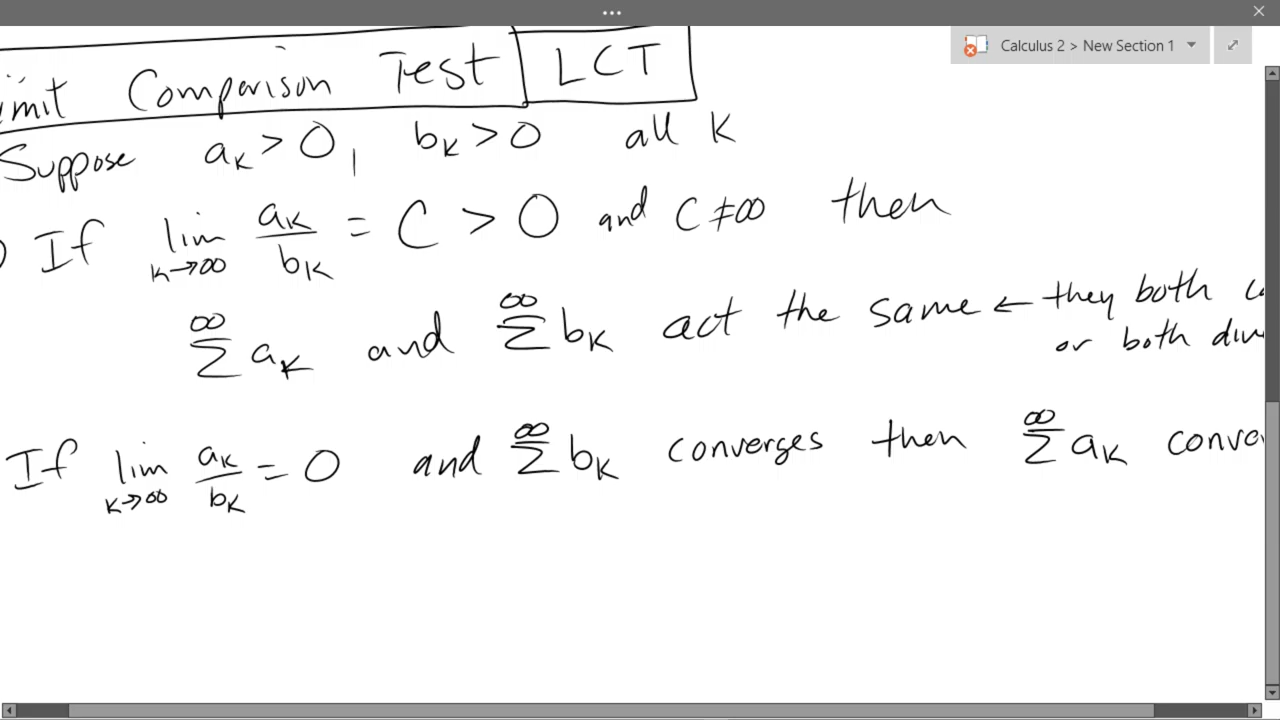 ...
Calculus 2 > New Section 1
imit Comparison Test LCT
Suppose a_K > 0, b_K > 0 all K
) If lim_{K→∞} a_K/b_K = C > 0 and C ≠ ∞ then
∑^∞ a_K and ∑^∞ b_K act the same ← they both c
or both div
If lim_{K→∞} a_K/b_K = 0 and ∑^∞ b_K converges then ∑^∞ a_K conve